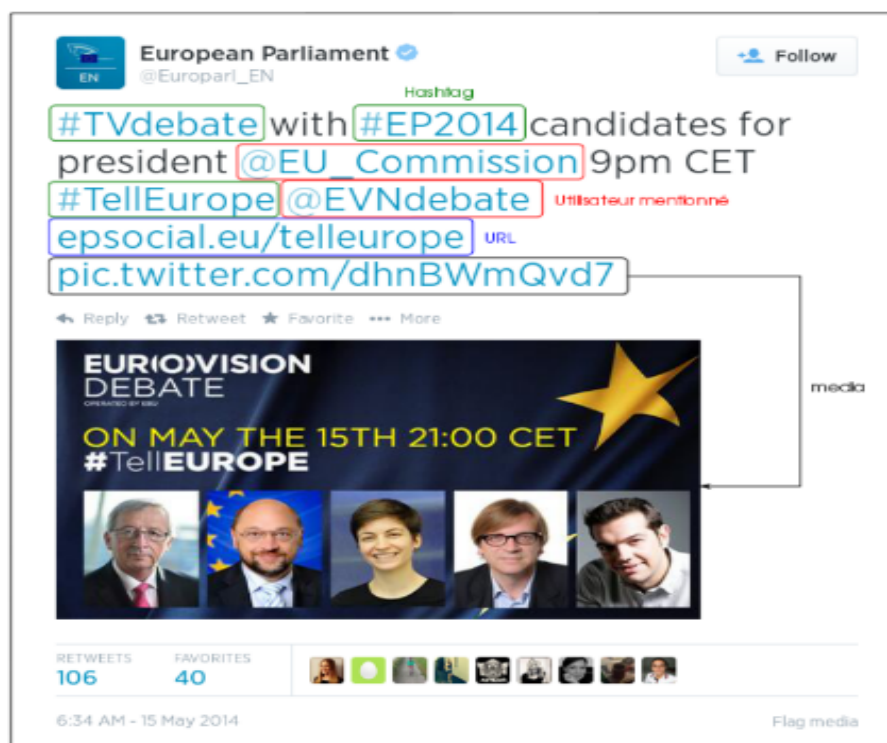 European Parliament
EN
@Europarl_EN
Follow
Hashtag
#TVdebate with #EP2014 candidates for
president @EU_Commission 9pm CET
#TellEurope @EVNdebate Utilisateur mentionné
epsocial.eu/telleurope URL
pic.twitter.com/dhnBWmQvd7
Reply Retweet Favorite More
EUR(O)VISION
DEBATE
OPERATED BY EBU
media
ON MAY THE 15TH 21:00 CET
#TellEUROPE
RETWEETS FAVORITES
106 40
6:34 AM - 15 May 2014 Flag media